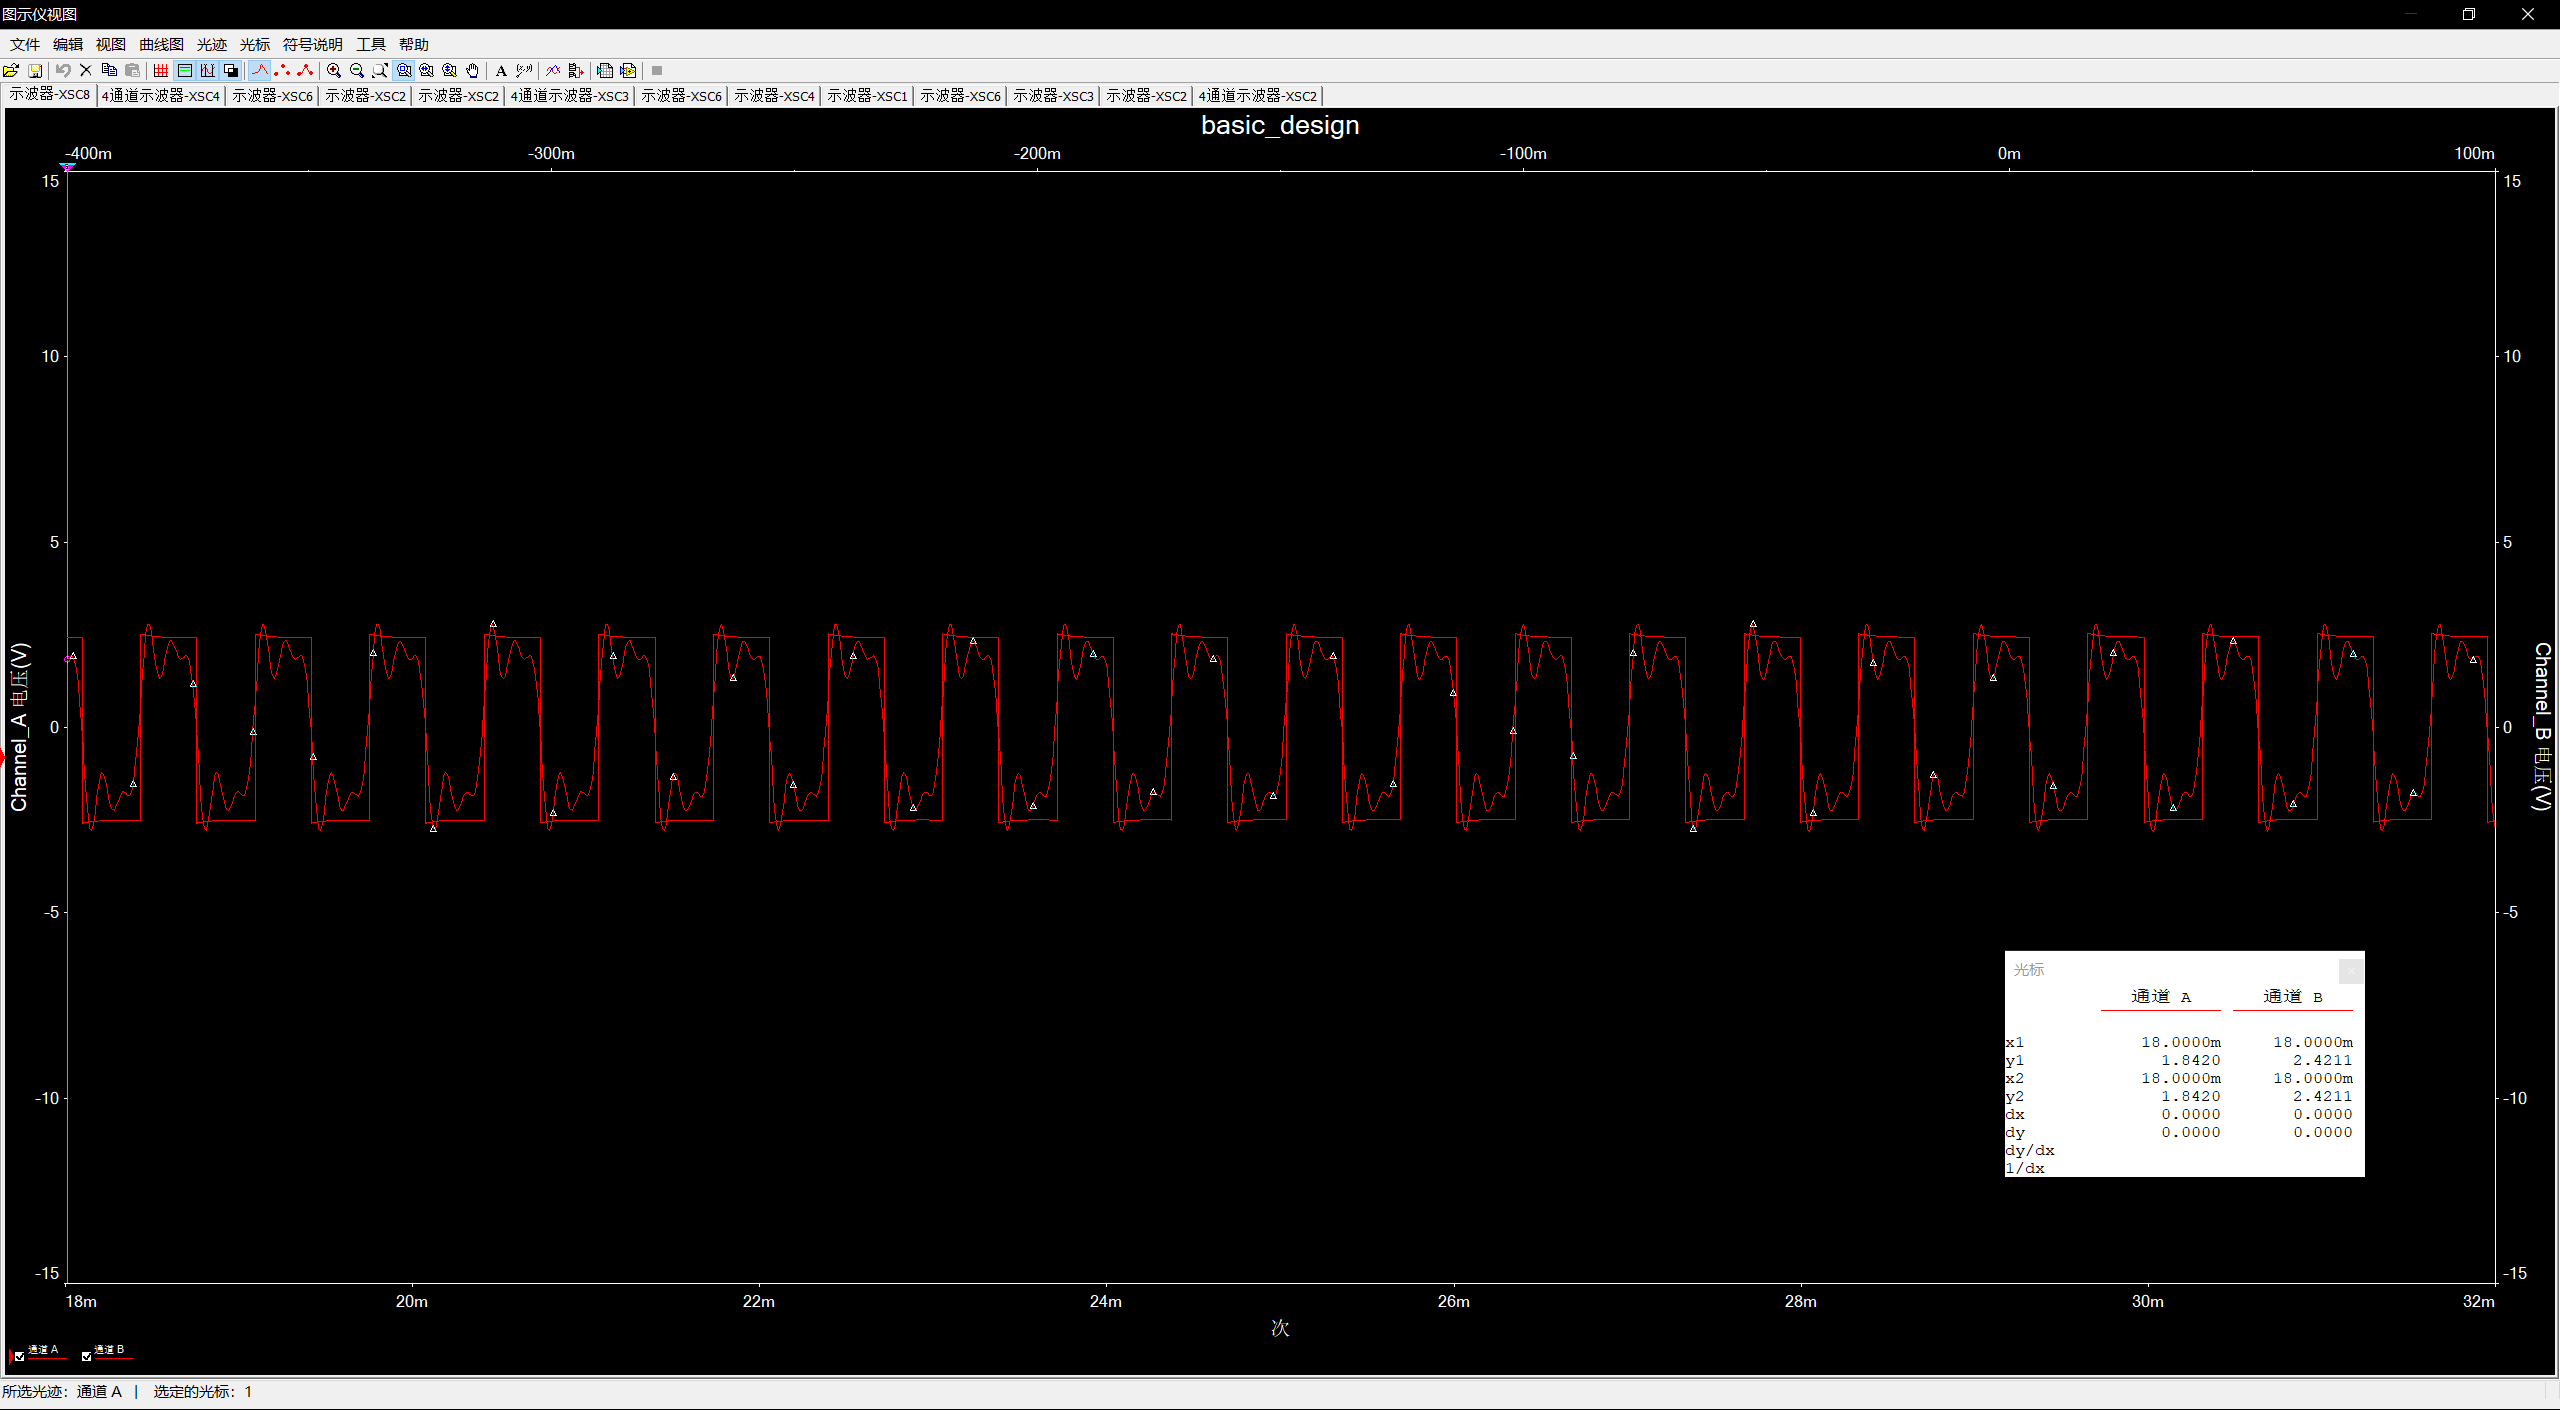 图示仪视图
文件 编辑 视图 曲线图 光迹 光标 符号说明 工具 帮助
示波器-XSC8 4通道示波器-XSC4 示波器-XSC6 示波器-XSC2 示波器-XSC2 4通道示波器-XSC3 示波器-XSC6 示波器-XSC4 示波器-XSC1 示波器-XSC6 示波器-XSC3 示波器-XSC2 4通道示波器-XSC2
basic_design
-400m -300m -200m -100m 0m 100m
15 15
10 10
5 5
Channel_A 电压(V)
Channel_B 电压(V)
0 0
-5 -5
-10 -10
-15 -15
光标
通道 A 通道 B
x1 18.0000m 18.0000m
y1 1.8420 2.4211
x2 18.0000m 18.0000m
y2 1.8420 2.4211
dx 0.0000 0.0000
dy 0.0000 0.0000
dy/dx
1/dx
18m 20m 22m 24m 26m 28m 30m 32m
次
通道 A 通道 B
所选光迹: 通道 A | 选定的光标: 1